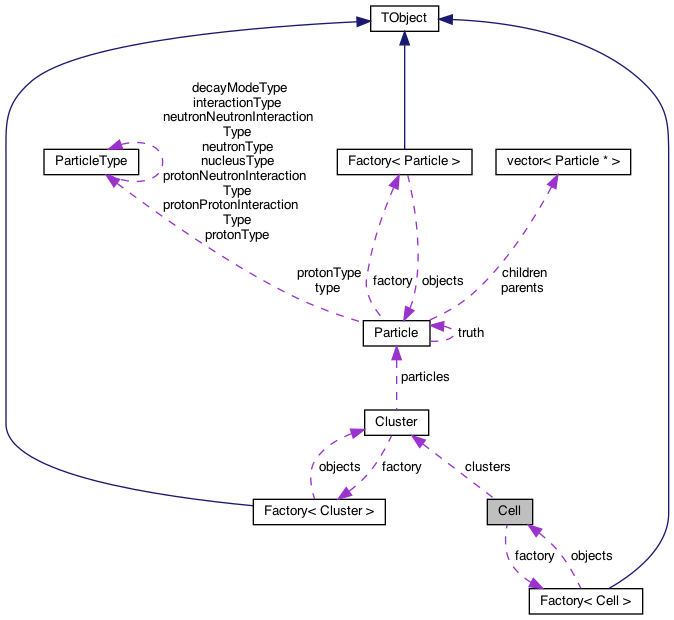 TObject
decayModeType
interactionType
neutronNeutronInteraction
Type
neutronType
nucleusType
protonNeutronInteraction
Type
protonProtonInteraction
Type
protonType
ParticleType
Factory< Particle >
vector< Particle * >
protonType
type
factory
objects
children
parents
Particle
truth
particles
Cluster
objects
factory
clusters
Factory< Cluster >
Cell
factory
objects
Factory< Cell >